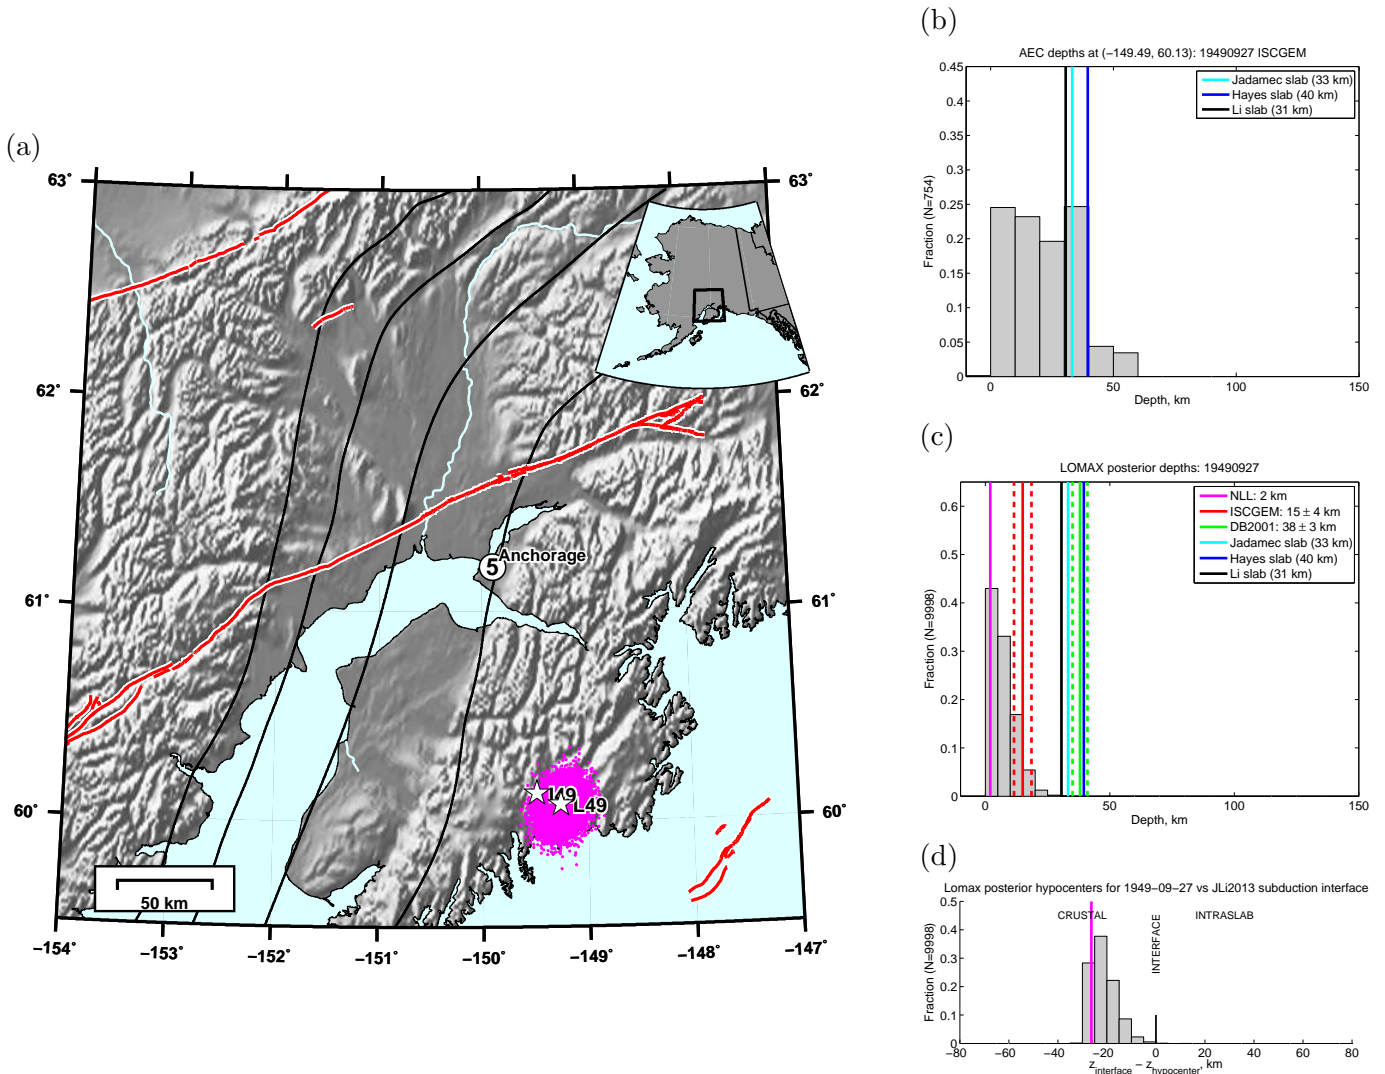 (a)
63°
63°
62°
62°
61°
61°
60°
60°
−154°
−153°
−152°
−151°
−150°
−149°
−148°
−147°
5
Anchorage
L49
50 km
(b)
AEC depths at (−149.49, 60.13): 19490927 ISCGEM
Jadamec slab (33 km)
Hayes slab (40 km)
Li slab (31 km)
Fraction (N=754)
0.45
0.4
0.35
0.3
0.25
0.2
0.15
0.1
0.05
0
0
50
100
150
Depth, km
(c)
LOMAX posterior depths: 19490927
NLL: 2 km
ISCGEM: 15 ± 4 km
DB2001: 38 ± 3 km
Jadamec slab (33 km)
Hayes slab (40 km)
Li slab (31 km)
Fraction (N=9998)
0.6
0.5
0.4
0.3
0.2
0.1
0
0
50
100
150
Depth, km
(d)
Lomax posterior hypocenters for 1949−09−27 vs JLi2013 subduction interface
CRUSTAL
INTERFACE
INTRASLAB
Fraction (N=9998)
0.5
0.4
0.3
0.2
0.1
0
−80
−60
−40
−20
0
20
40
60
80
z_interface − z_hypocenter, km